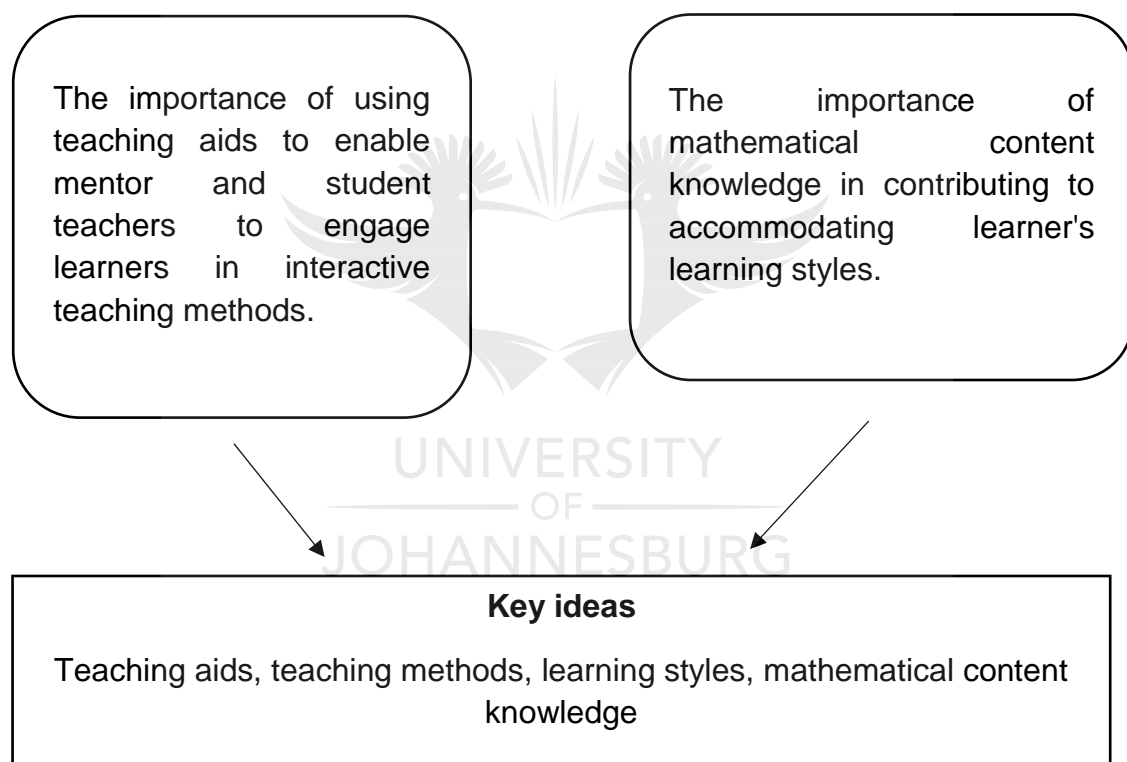 The importance of using
teaching aids to enable
mentor and student
teachers to engage
learners in interactive
teaching methods.
The importance of
mathematical content
knowledge in contributing to
accommodating learner's
learning styles.
UNIVERSITY
OF
JOHANNESBURG
Key ideas
Teaching aids, teaching methods, learning styles, mathematical content
knowledge